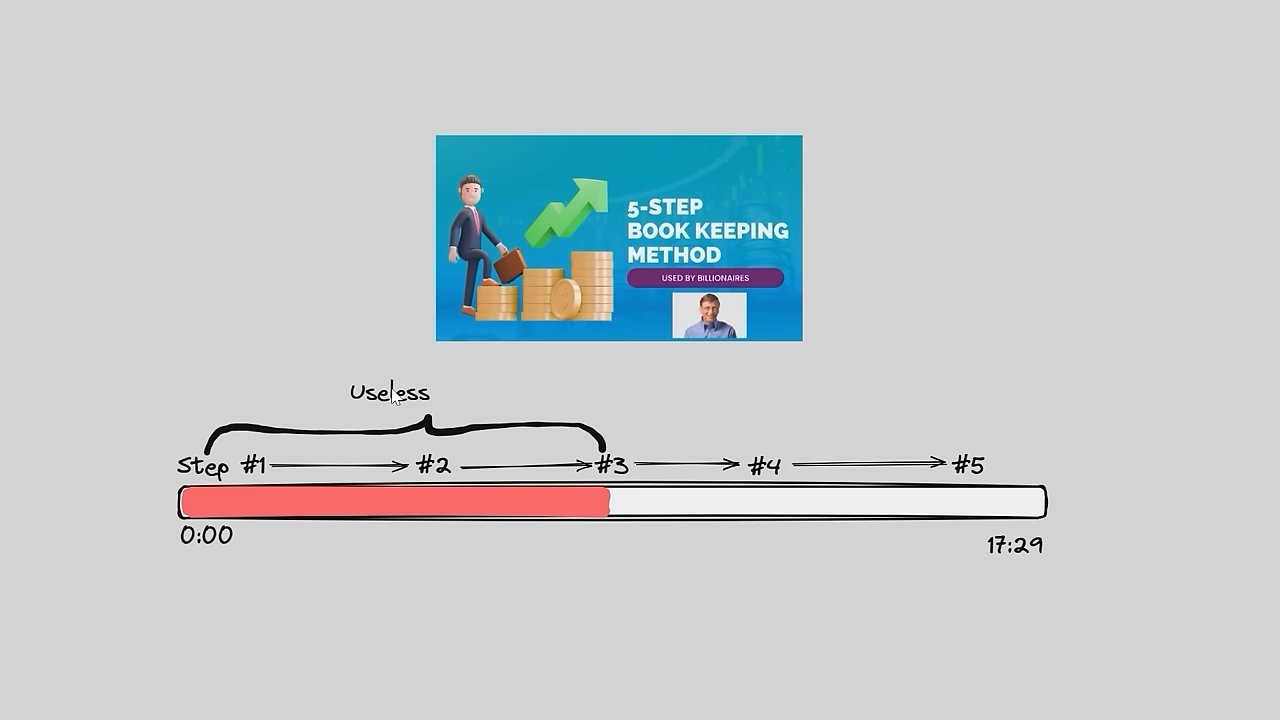 5-STEP
BOOK KEEPING
METHOD
USED BY BILLIONAIRES
Useless
Step #1 #2 #3 #4 #5
0:00
17:29